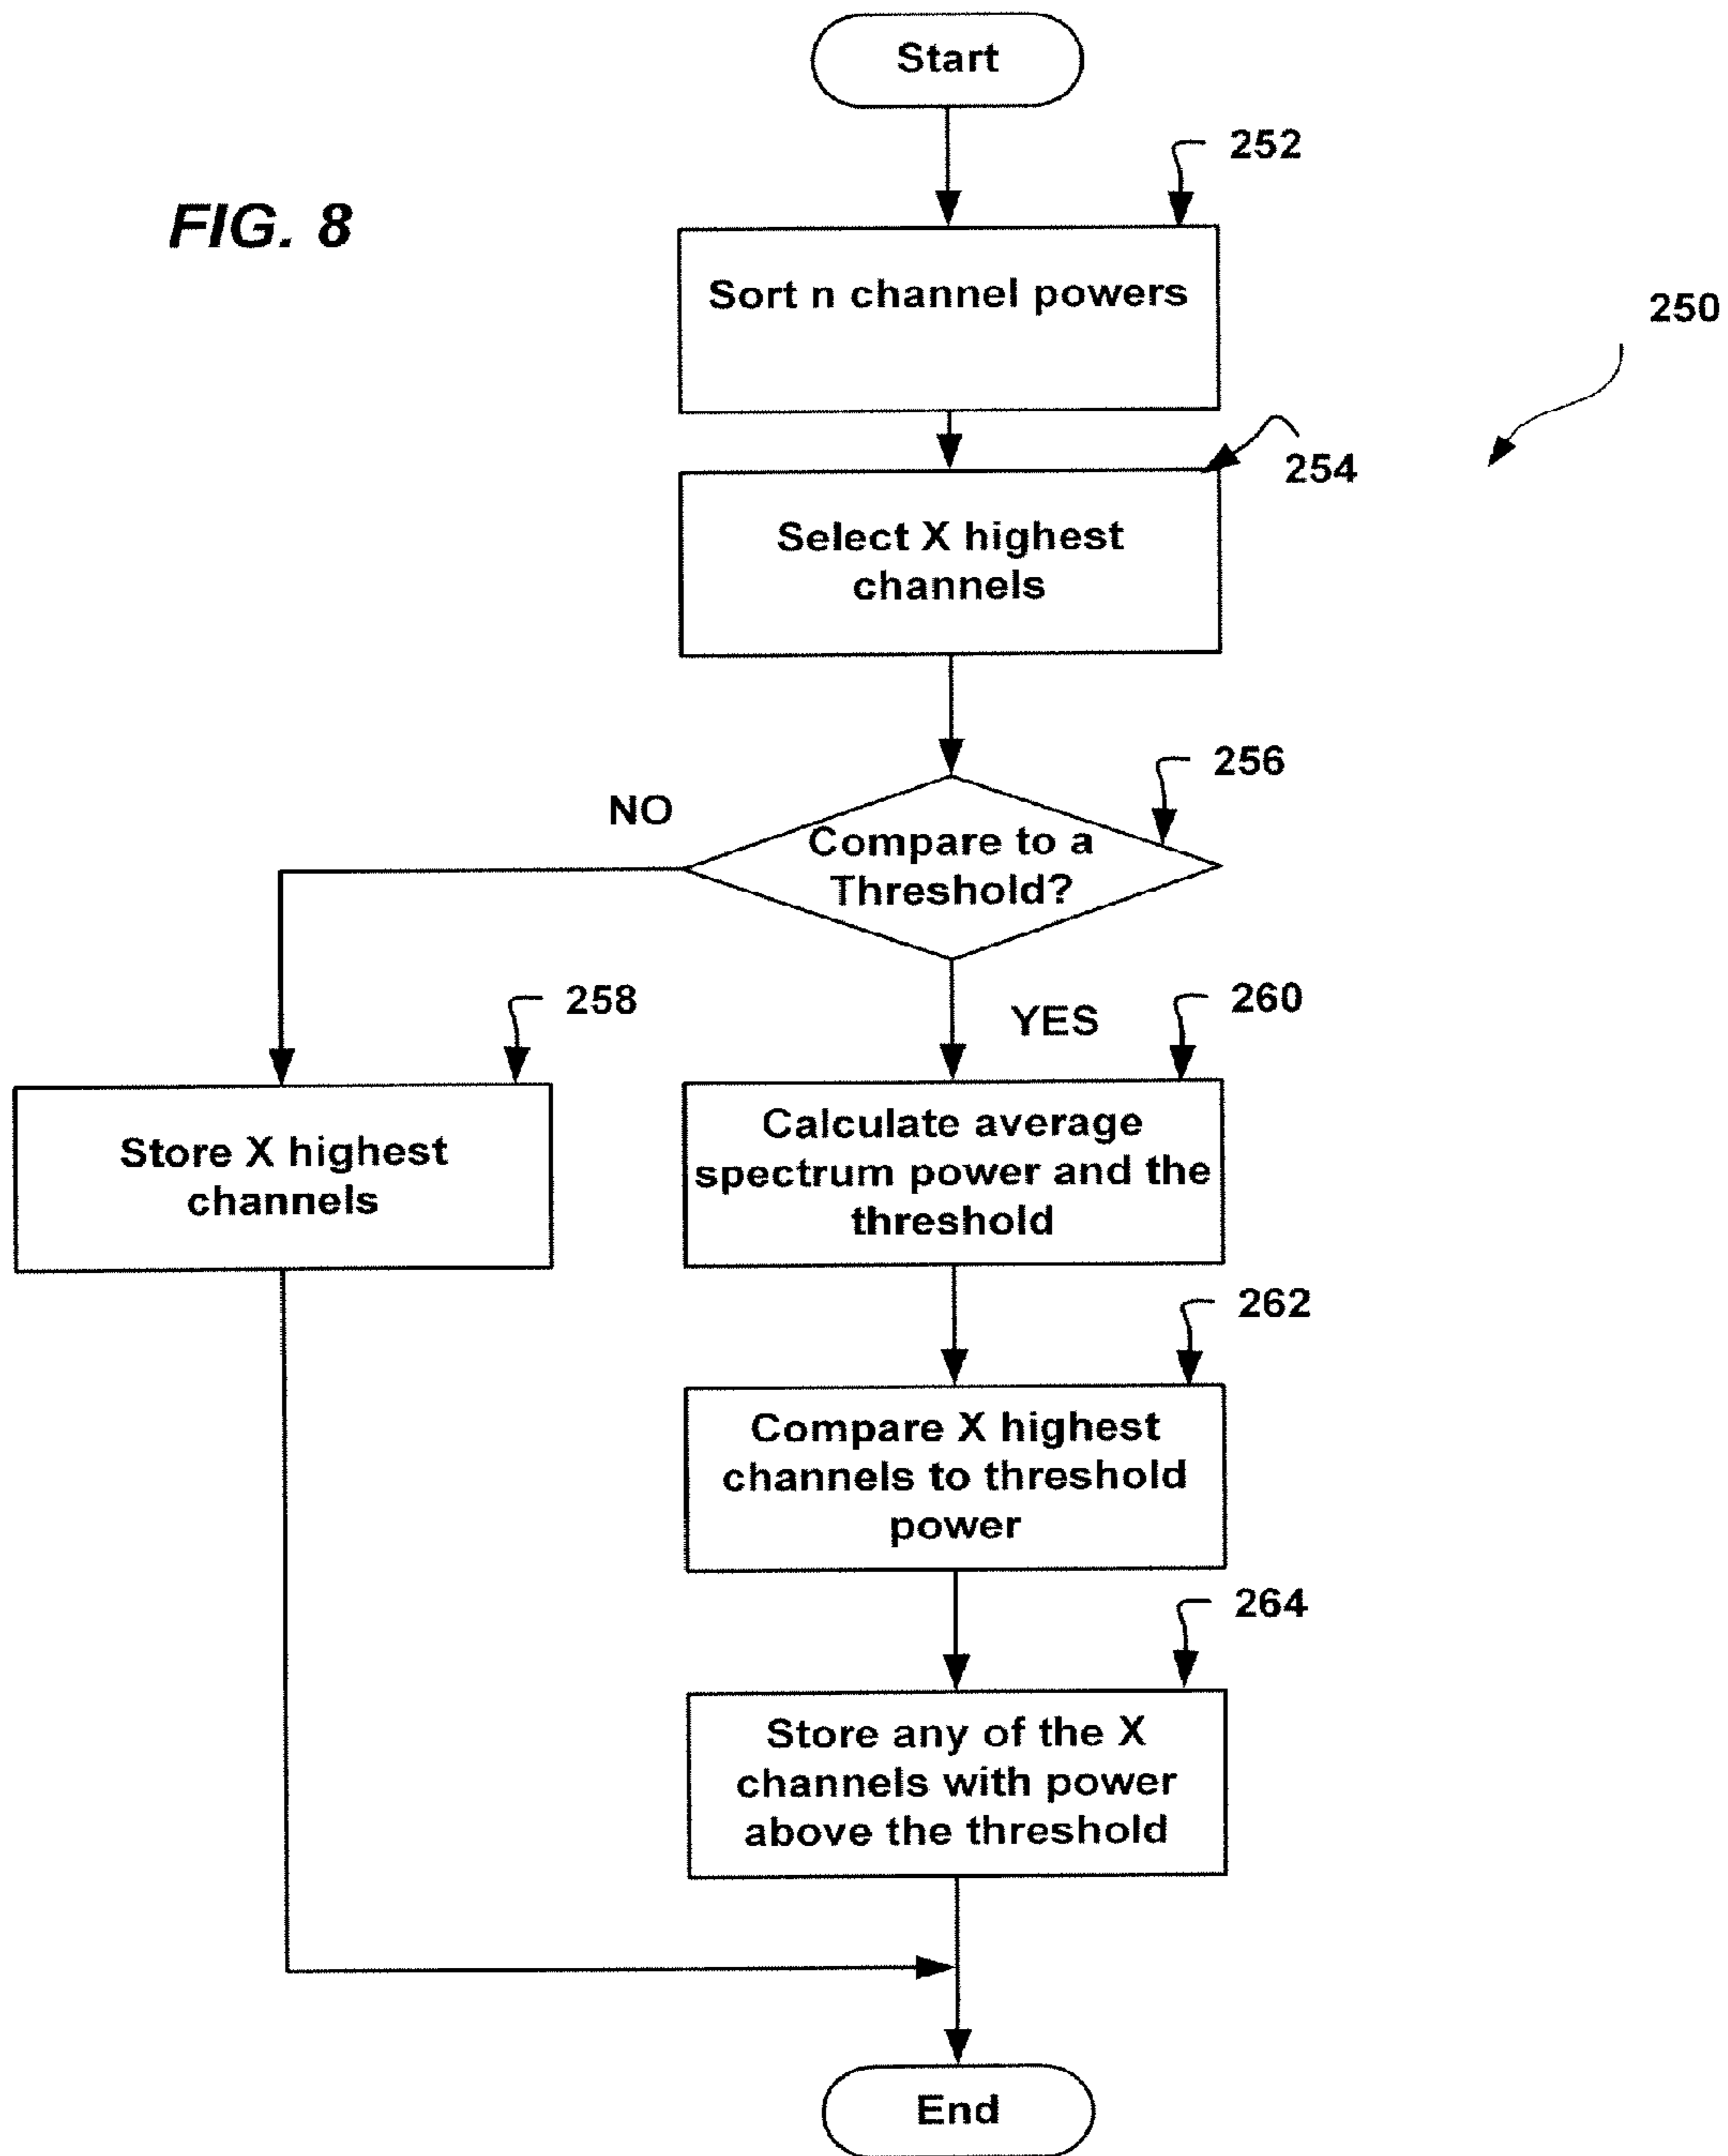 Start
252
FIG. 8
Sort n channel powers
250
254
Select X highest
channels
256
NO
Compare to a
Threshold?
258
YES
260
Store X highest
channels
Calculate average
spectrum power and the
threshold
262
Compare X highest
channels to threshold
power
264
Store any of the X
channels with power
above the threshold
End